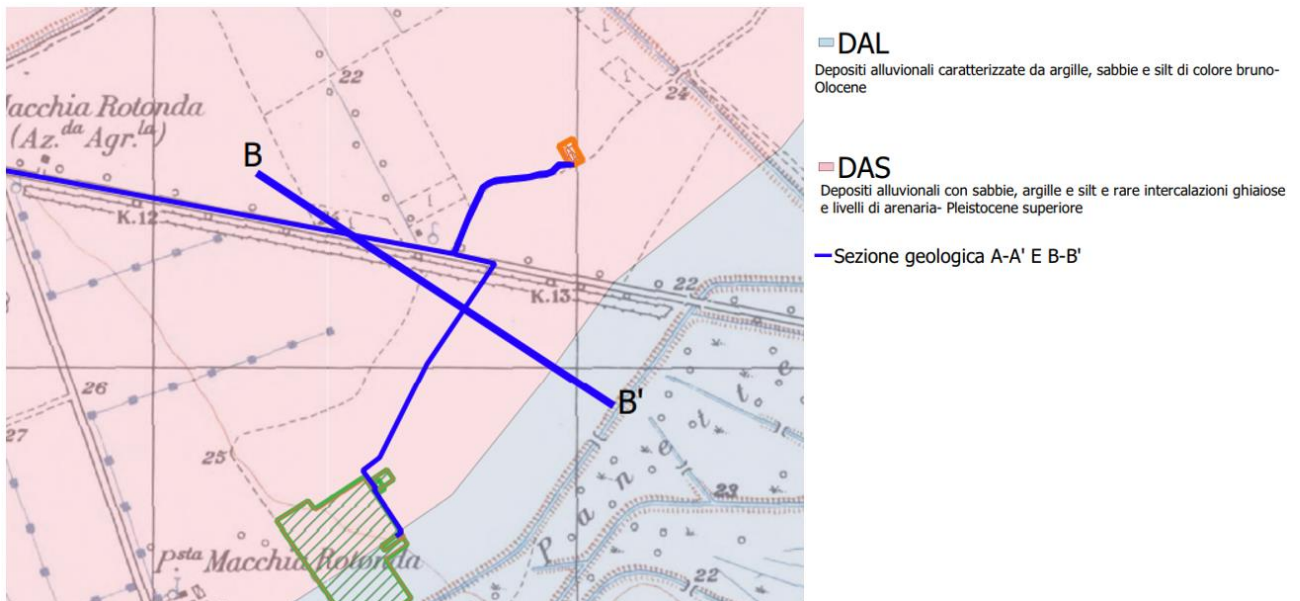 22
24
acchia Rotonda
(Az.da Agr.la)
B
K.12
K.13
22
26
27
25
B'
Panette
23
Psta Macchia Rotonda
22
DAL
Depositi alluvionali caratterizzate da argille, sabbie e silt di colore bruno-
Olocene
DAS
Depositi alluvionali con sabbie, argille e silt e rare intercalazioni ghiaiose
e livelli di arenaria- Pleistocene superiore
Sezione geologica A-A' E B-B'